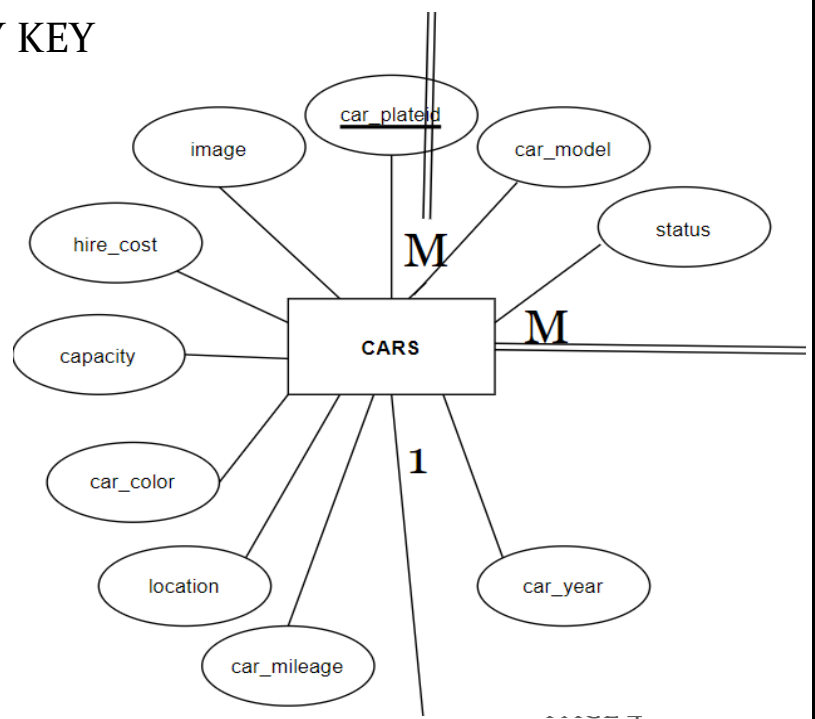 KEY
car_plateid
image
car_model
status
hire_cost
M
M
CARS
capacity
1
car_color
location
car_year
car_mileage